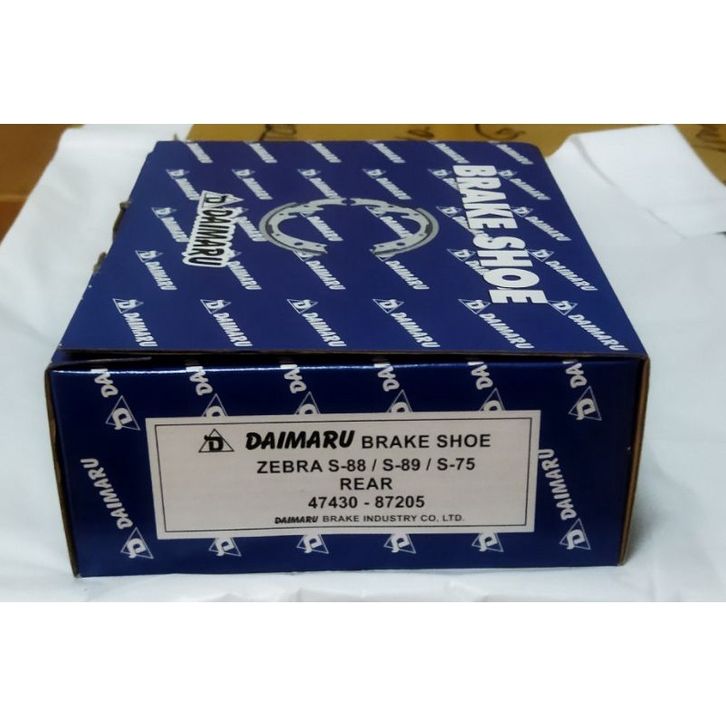 BRAKE SHOE
DAIMARU
DAIMARU BRAKE SHOE
ZEBRA S-88 / S-89 / S-75
REAR
47430 - 87205
DAIMARU BRAKE INDUSTRY CO. LTD.